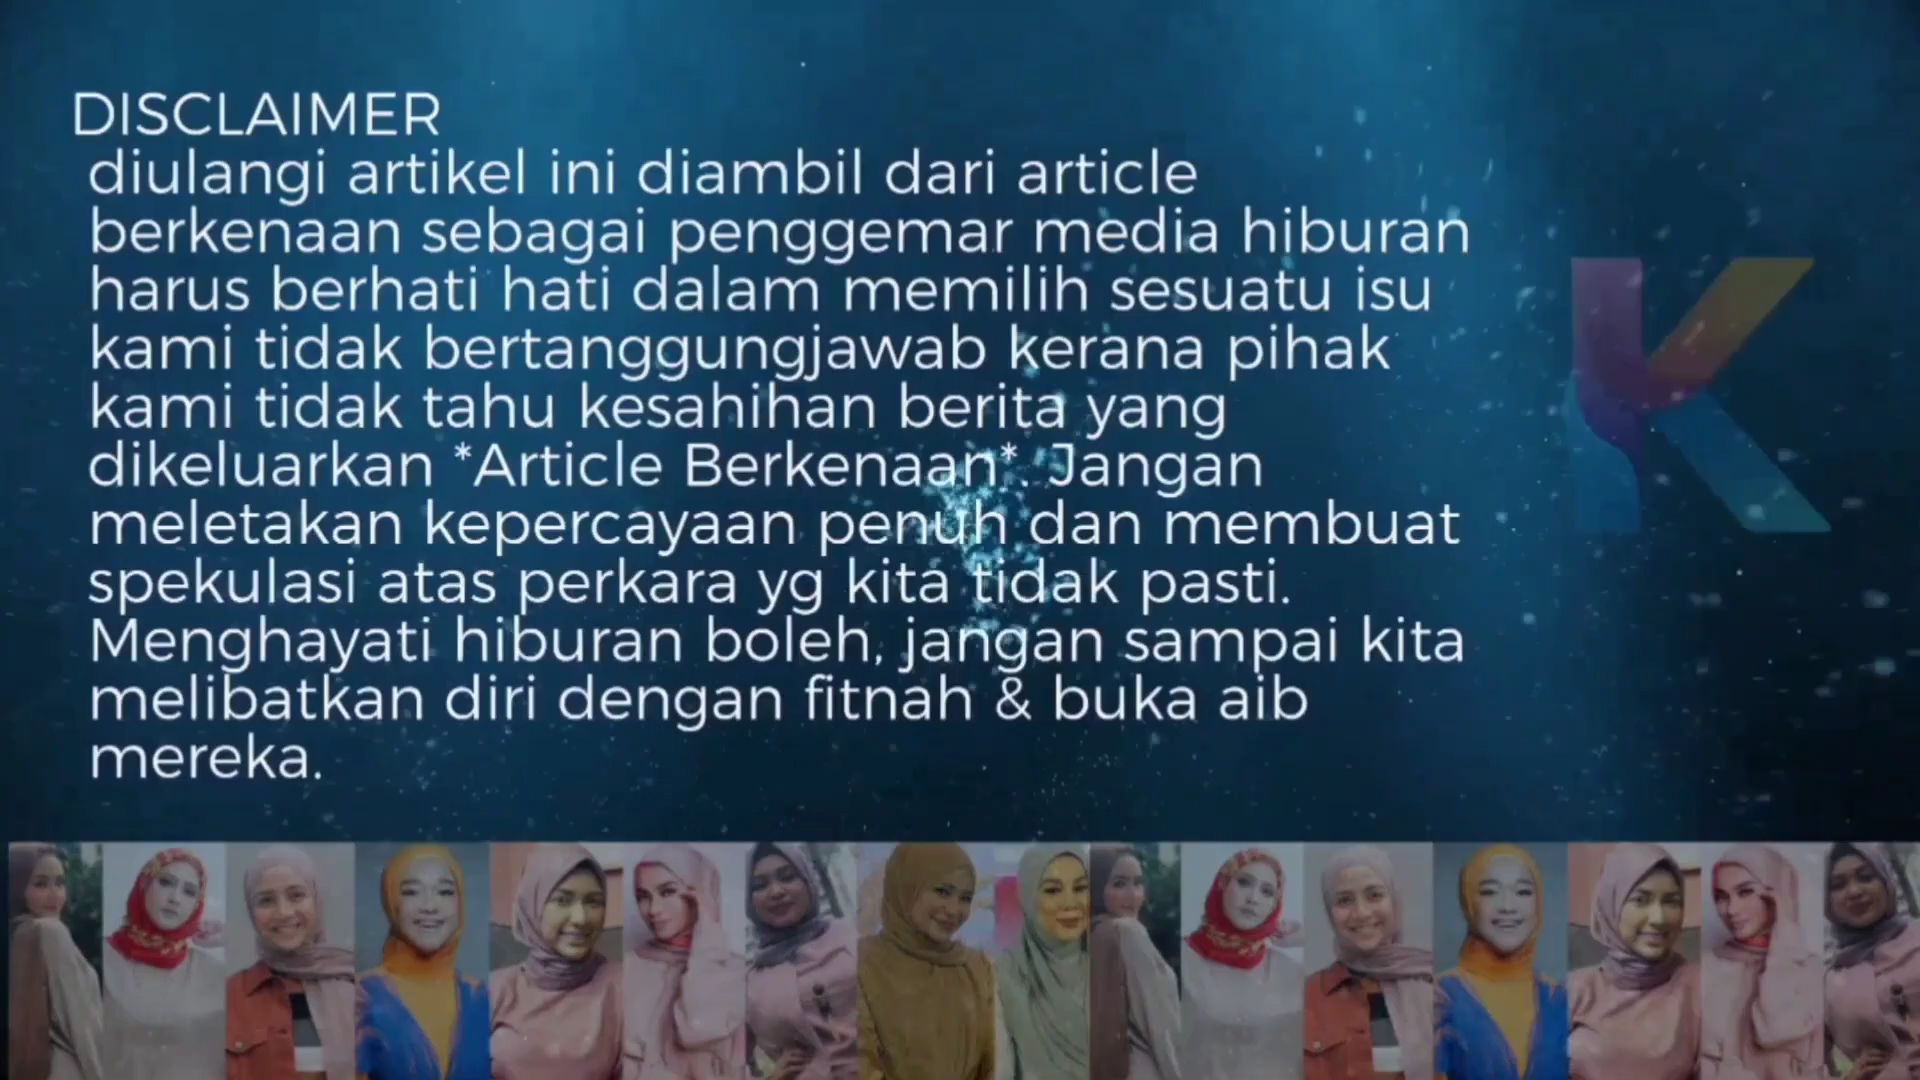 DISCLAIMER
diulangi artikel ini diambil dari article
berkenaan sebagai penggemar media hiburan
harus berhati hati dalam memilih sesuatu isu
kami tidak bertanggungjawab kerana pihak
kami tidak tahu kesahihan berita yang
dikeluarkan *Article Berkenaan*. Jangan
meletakan kepercayaan penuh dan membuat
spekulasi atas perkara yg kita tidak pasti.
Menghayati hiburan boleh, jangan sampai kita
melibatkan diri dengan fitnah & buka aib
mereka.
K